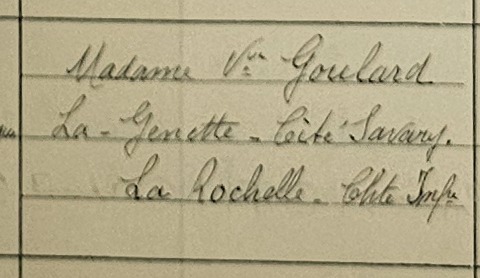 Madame Vve Goulard
La - Genette - Cité Savary.
La Rochelle - Chte Infre